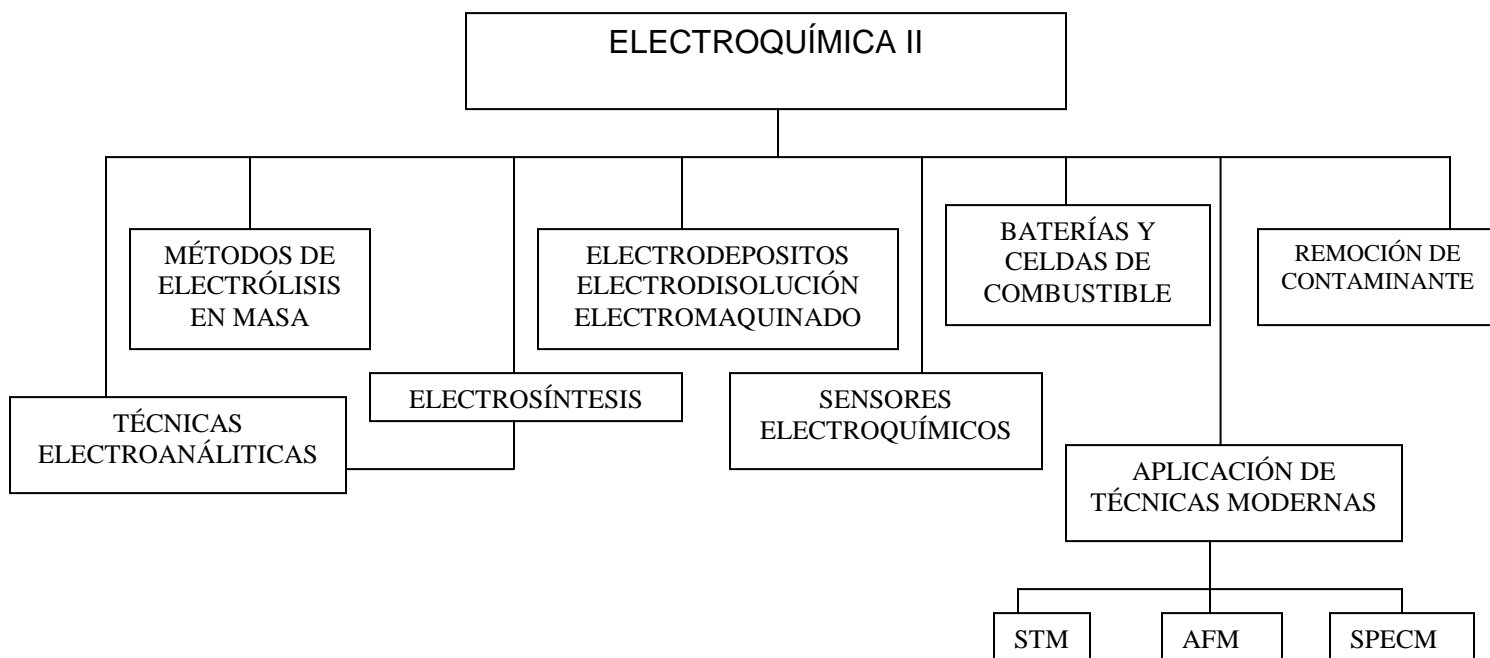 ELECTROQUÍMICA II
MÉTODOS DE
ELECTRÓLISIS
EN MASA
ELECTRODEPOSITOS
ELECTRODISOLUCIÓN
ELECTROMAQUINADO
BATERÍAS Y
CELDAS DE
COMBUSTIBLE
REMOCIÓN DE
CONTAMINANTE
TÉCNICAS
ELECTROANÁLITICAS
ELECTROSÍNTESIS
SENSORES
ELECTROQUÍMICOS
APLICACIÓN DE
TÉCNICAS MODERNAS
STM
AFM
SPECM